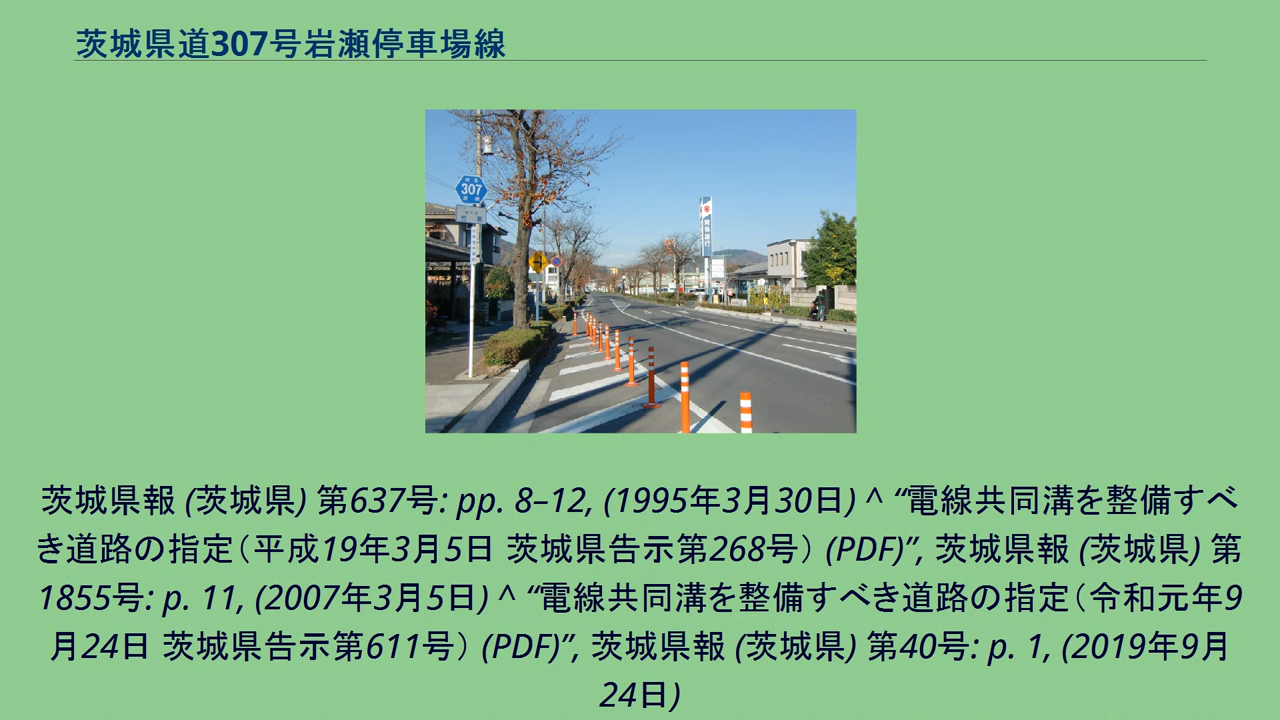 茨城県道307号岩瀬停車場線
307
茨城県報 (茨城県) 第637号: pp. 8–12, (1995年3月30日) ^ “電線共同溝を整備すべ
き道路の指定（平成19年3月5日 茨城県告示第268号） (PDF)”, 茨城県報 (茨城県) 第
1855号: p. 11, (2007年3月5日) ^ “電線共同溝を整備すべき道路の指定（令和元年9
月24日 茨城県告示第611号） (PDF)”, 茨城県報 (茨城県) 第40号: p. 1, (2019年9月
24日)